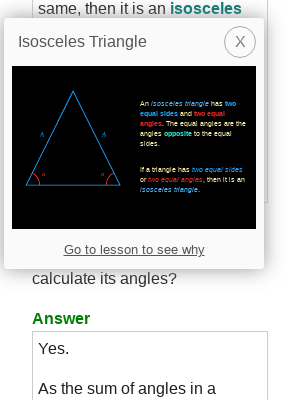 same, then it is an isosceles
Isosceles Triangle
X
An isosceles triangle has two
equal sides and two equal
angles. The equal angles are the
angles opposite to the equal
sides.
A
A
If a triangle has two equal sides
or two equal angles, then it is an
isosceles triangle.
Go to lesson to see why
calculate its angles?
Answer
Yes.
As the sum of angles in a